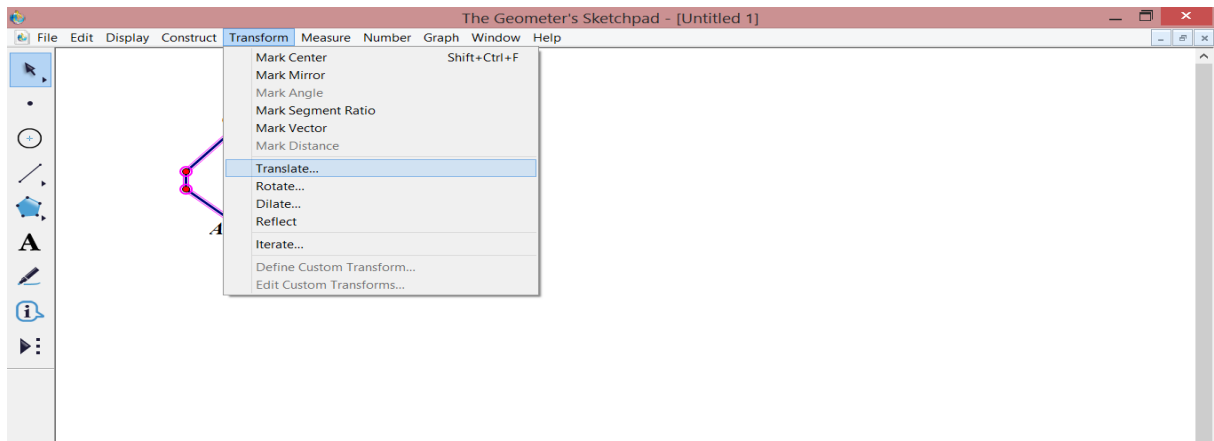 The Geometer's Sketchpad - [Untitled 1]
File Edit Display Construct Transform Measure Number Graph Window Help
Mark Center Shift+Ctrl+F
Mark Mirror
Mark Angle
Mark Segment Ratio
Mark Vector
Mark Distance
Translate...
Rotate...
Dilate...
Reflect
Iterate...
Define Custom Transform...
Edit Custom Transforms...
A
A